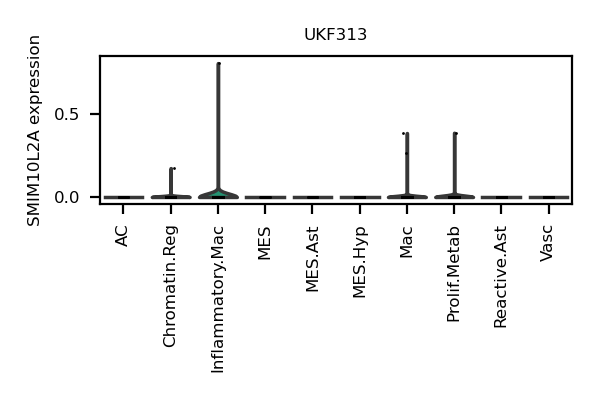 UKF313
SMIM10L2A expression
0.5
0.0
AC
Chromatin.Reg
Inflammatory.Mac
MES
MES.Ast
MES.Hyp
Mac
Prolif.Metab
Reactive.Ast
Vasc